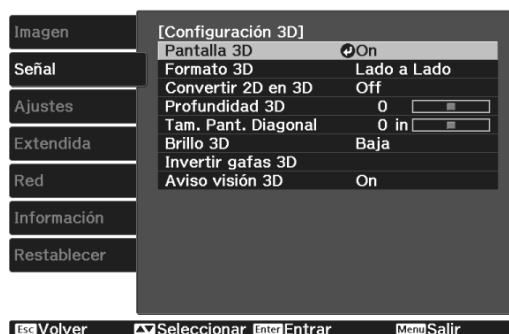 Imagen
Señal
Ajustes
Extendida
Red
Información
Restablecer
[Configuración 3D]
Pantalla 3D On
Formato 3D Lado a Lado
Convertir 2D en 3D Off
Profundidad 3D 0
Tam. Pant. Diagonal 0 in
Brillo 3D Baja
Invertir gafas 3D
Aviso visión 3D On
Esc Volver Seleccionar Enter Entrar Menu Salir